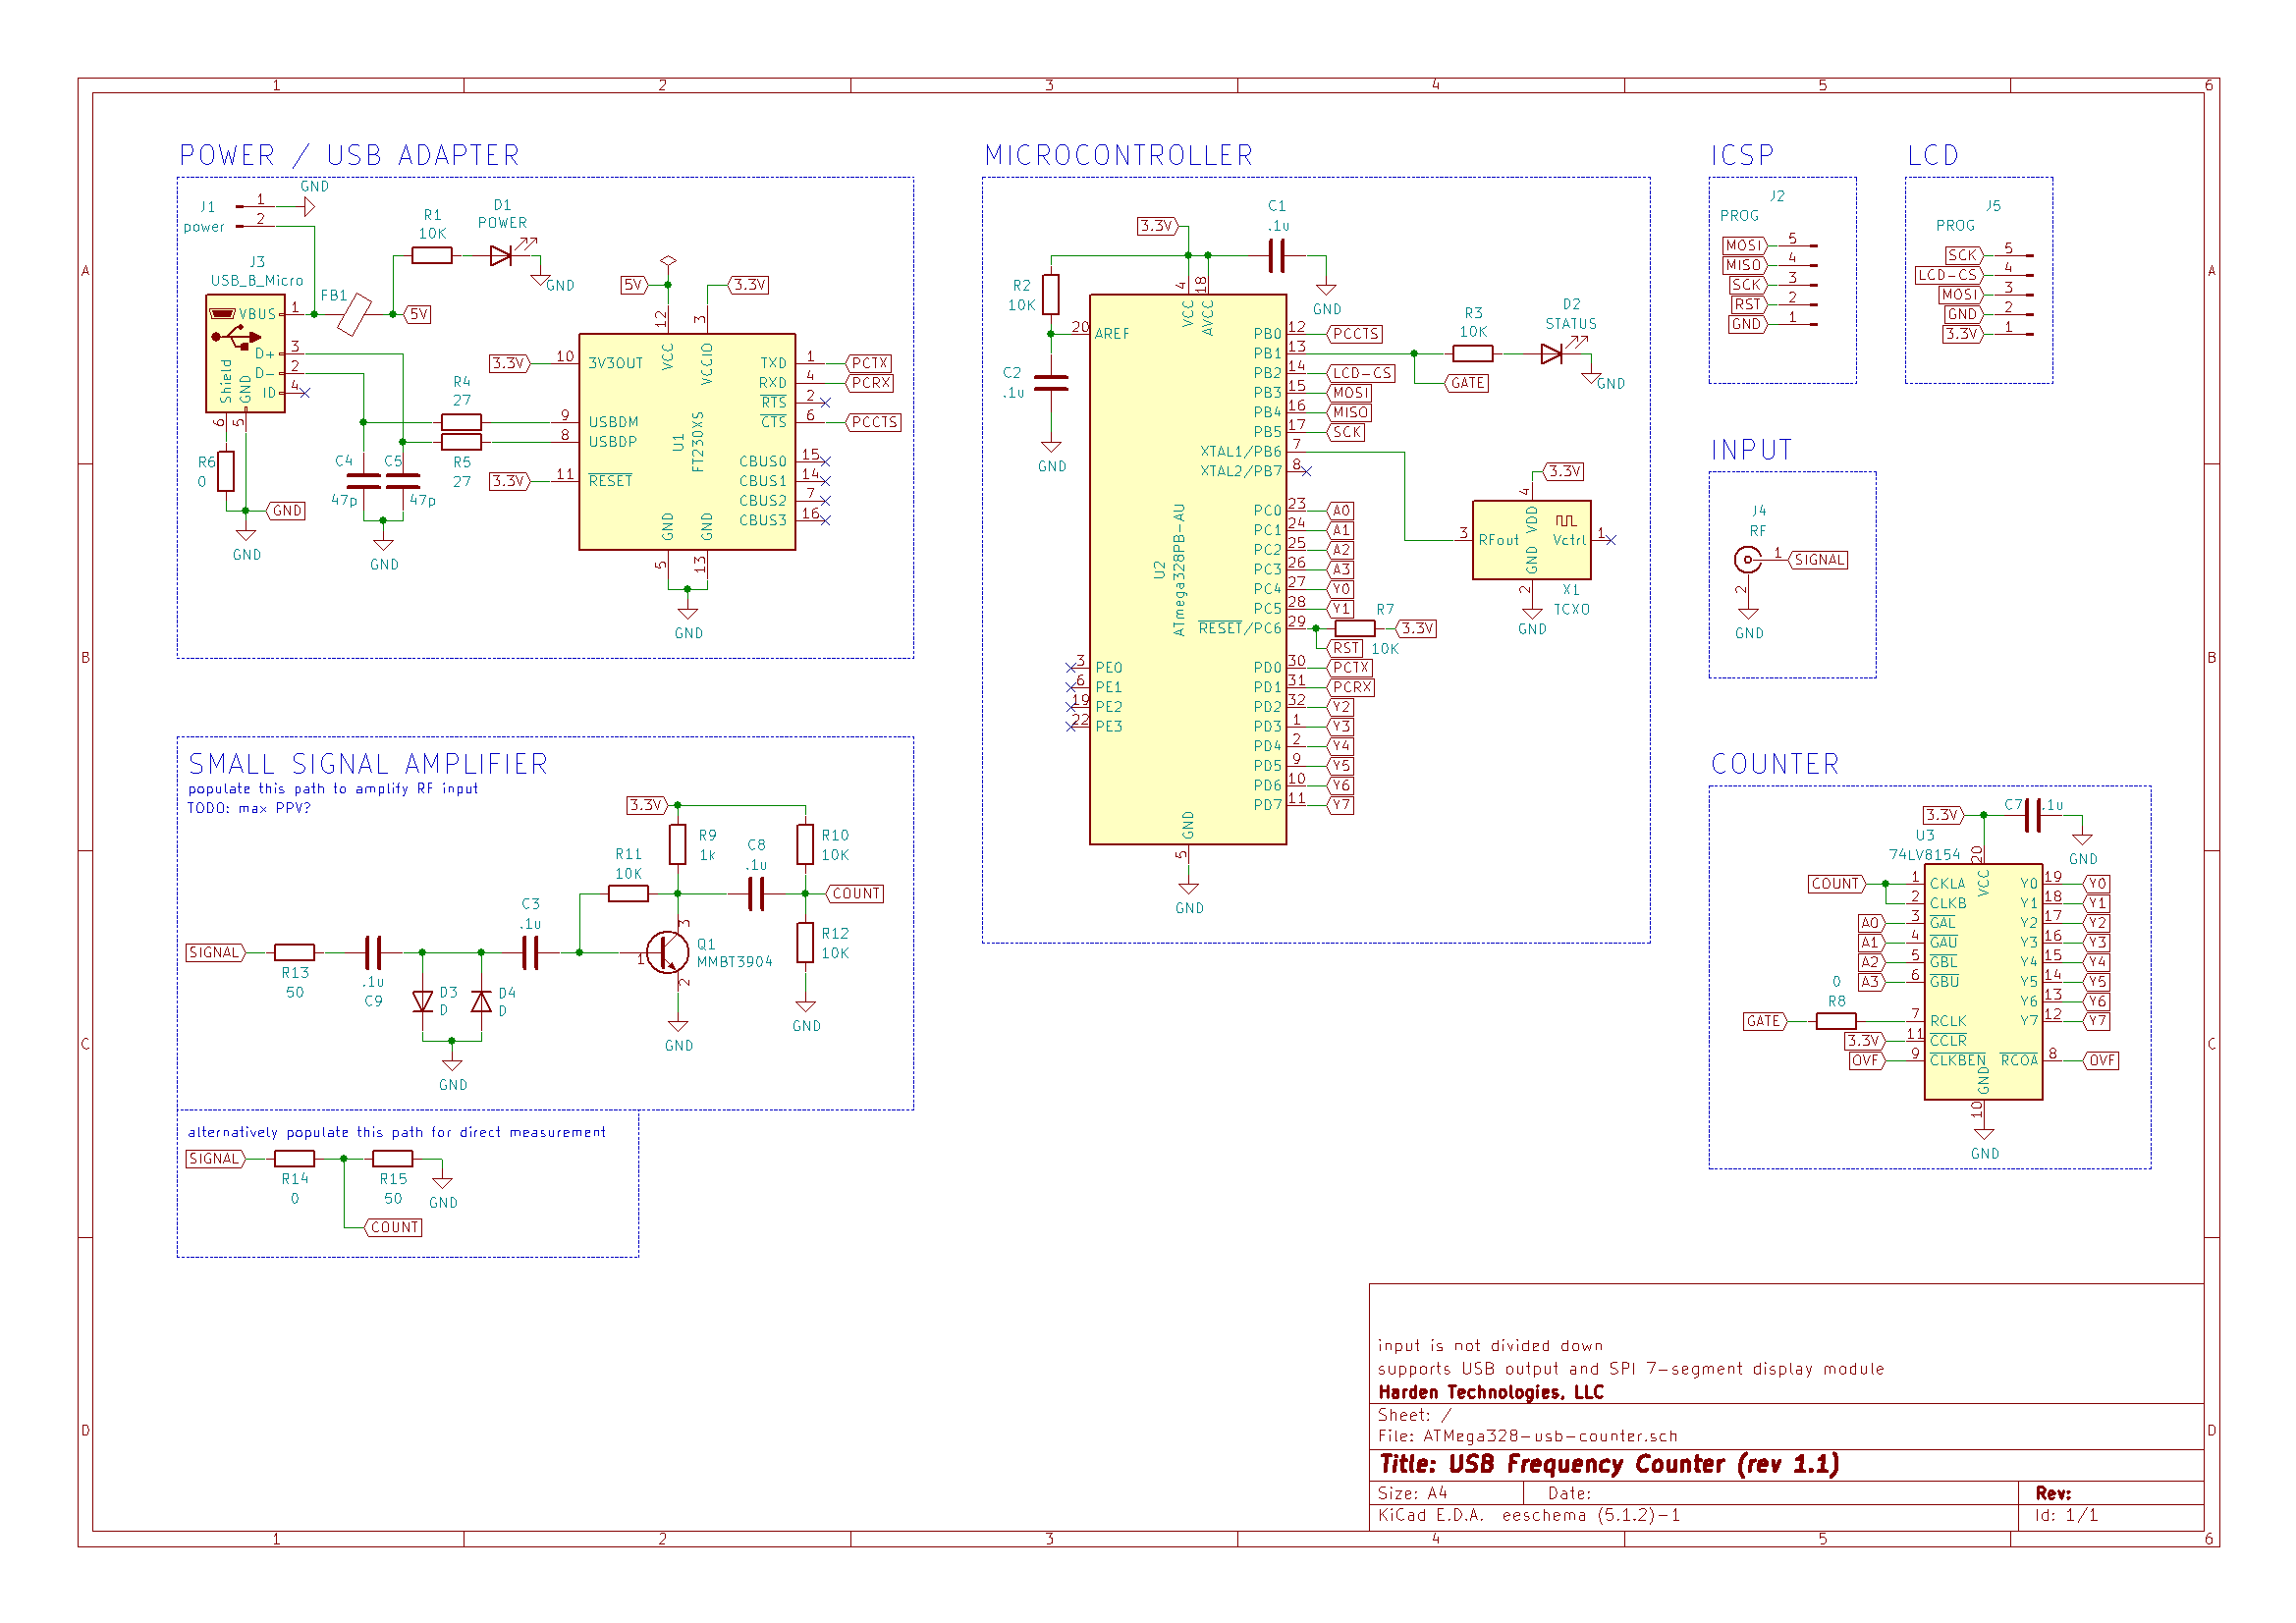 1 2 3 4 5 6
A
B
C
D
POWER / USB ADAPTER
GND
J1
power
1
2
R1
10K
D1
POWER
GND
J3
USB_B_Micro
FB1
5V
VBUS 1
D+ 3
D- 2
ID 4
Shield
GND
6
5
R6
0
GND
GND
C4
47p
C5
47p
GND
R4
27
R5
27
5V
3.3V
12
3
VCC
VCCIO
3.3V 10 3V3OUT
9 USBDM
8 USBDP
3.3V 11 RESET
U1
FT230XS
TXD 1 PCTX
RXD 4 PCRX
RTS 2
CTS 6 PCCTS
CBUS0 15
CBUS1 14
CBUS2 7
CBUS3 16
GND
GND
5
13
GND
MICROCONTROLLER
3.3V
C1
.1u
GND
R2
10K
C2
.1u
GND
4
18
VCC
AVCC
20 AREF
U2
ATmega328PB-AU
3 PE0
6 PE1
19 PE2
22 PE3
GND
5
GND
PB0 12 PCCTS
PB1 13
PB2 14 LCD-CS
PB3 15 MOSI
PB4 16 MISO
PB5 17 SCK
XTAL1/PB6 7
XTAL2/PB7 8
PC0 23 A0
PC1 24 A1
PC2 25 A2
PC3 26 A3
PC4 27 Y0
PC5 28 Y1
RESET/PC6 29
R7
10K
3.3V
RST
PD0 30 PCTX
PD1 31 PCRX
PD2 32 Y2
PD3 1 Y3
PD4 2 Y4
PD5 9 Y5
PD6 10 Y6
PD7 11 Y7
R3
10K
GATE
D2
STATUS
GND
3.3V
4
3 RFout
VDD
GND
Vctrl 1
2
X1
TCXO
GND
ICSP
J2
PROG
MOSI 5
MISO 4
SCK 3
RST 2
GND 1
LCD
J5
PROG
SCK 5
LCD-CS 4
MOSI 3
GND 2
3.3V 1
INPUT
J4
RF
1 SIGNAL
2
GND
COUNTER
3.3V
C7 .1u
GND
U3
74LV8154
20
VCC
COUNT
1 CKLA
2 CLKB
A0 3 GAL
A1 4 GAU
A2 5 GBL
A3 6 GBU
0
R8
GATE
7 RCLK
3.3V 11 CCLR
OVF 9 CLKBEN
Y0 19 Y0
Y1 18 Y1
Y2 17 Y2
Y3 16 Y3
Y4 15 Y4
Y5 14 Y5
Y6 13 Y6
Y7 12 Y7
RCOA 8 OVF
GND
10
GND
SMALL SIGNAL AMPLIFIER
populate this path to amplify RF input
TODO: max PPV?
3.3V
R9
1k
R10
10K
R11
10K
C8
.1u
COUNT
R12
10K
GND
SIGNAL
R13
50
.1u
C9
D3
D
D4
D
GND
C3
.1u
1
3
2
Q1
MMBT3904
GND
alternatively populate this path for direct measurement
SIGNAL
R14
0
R15
50
GND
COUNT
input is not divided down
supports USB output and SPI 7-segment display module
Harden Technologies, LLC
Sheet: /
File: ATMega328-usb-counter.sch
Title: USB Frequency Counter (rev 1.1)
Size: A4 Date: Rev:
KiCad E.D.A. eeschema (5.1.2)-1 Id: 1/1
A
B
C
D
1 2 3 4 5 6